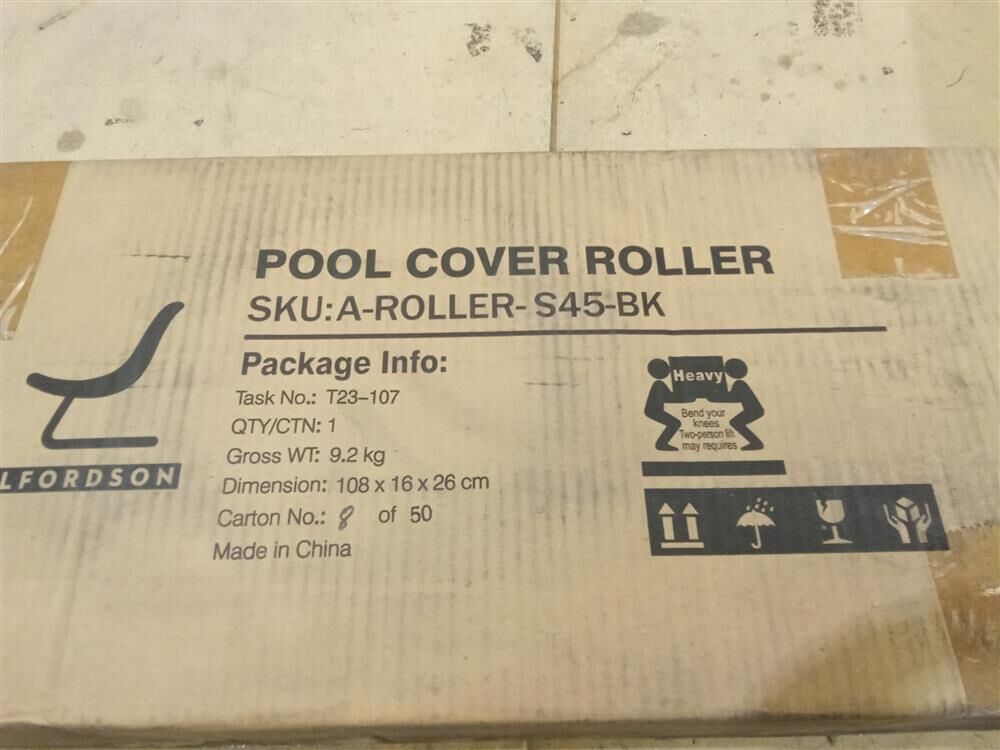 POOL COVER ROLLER
SKU: A-ROLLER- S45-BK
Package Info:
Task No.: T23-107
QTY/CTN: 1
Gross WT: 9.2 kg
Dimension: 108 x 16 x 26 cm
Carton No.: 8 of 50
Made in China
LFORDSON
Heavy
Bend your
knees
Two-person lift
may requires